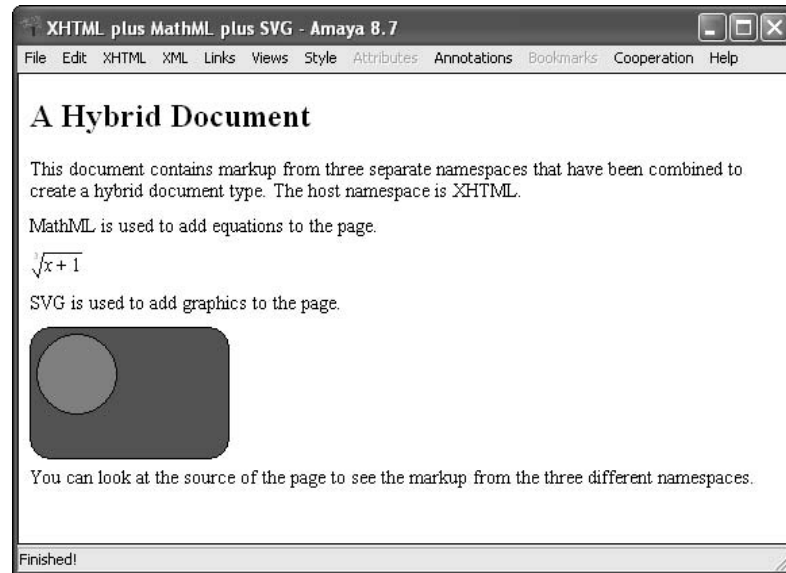 XHTML plus MathML plus SVG - Amaya 8.7
File Edit XHTML XML Links Views Style Attributes Annotations Bookmarks Cooperation Help
A Hybrid Document
This document contains markup from three separate namespaces that have been combined to
create a hybrid document type. The host namespace is XHTML.
MathML is used to add equations to the page.
√x + 1
SVG is used to add graphics to the page.
You can look at the source of the page to see the markup from the three different namespaces.
Finished!